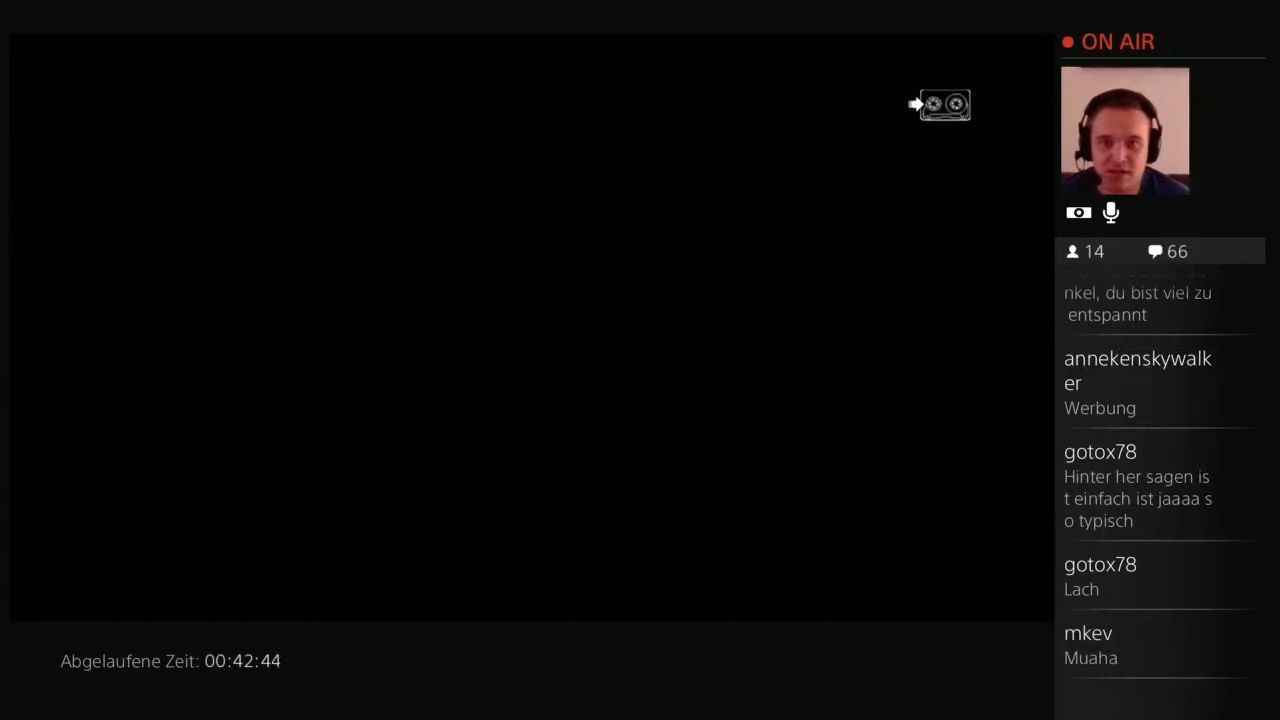 ON AIR
14 66
nkel, du bist viel zu
entspannt
annekenskywalk
er
Werbung
gotox78
Hinter her sagen is
t einfach ist jaaaa s
o typisch
gotox78
Lach
mkev
Muaha
Abgelaufene Zeit: 00:42:44